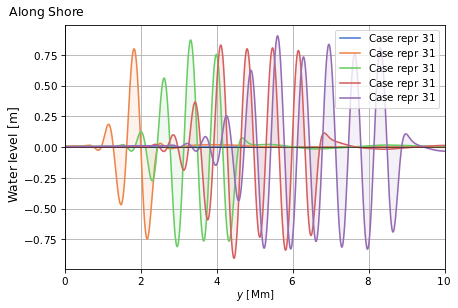 Along Shore
Water level [m]
0.75
0.50
0.25
0.00
−0.25
−0.50
−0.75
0
2
4
6
8
10
y [Mm]
Case repr 31
Case repr 31
Case repr 31
Case repr 31
Case repr 31